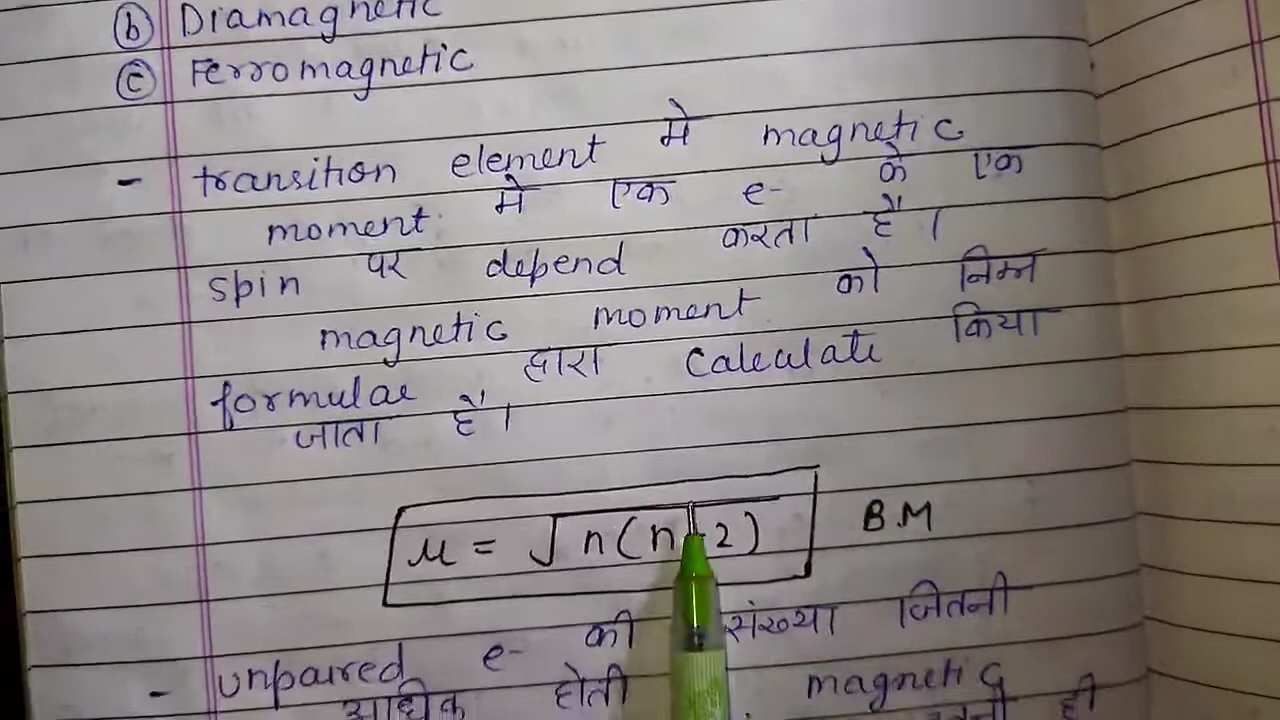 (b) Diamagnetic
(c) Ferromagnetic
- transition element मे magnetic
moment मे एक e- के एक
spin पर depend करता है ।
magnetic moment को निम्न
formulae द्वारा calculate किया
जाता है ।
μ = √n(n+2) B.M
- unpaired e- की संख्या जितनी
अधिक होती magnetic
ही